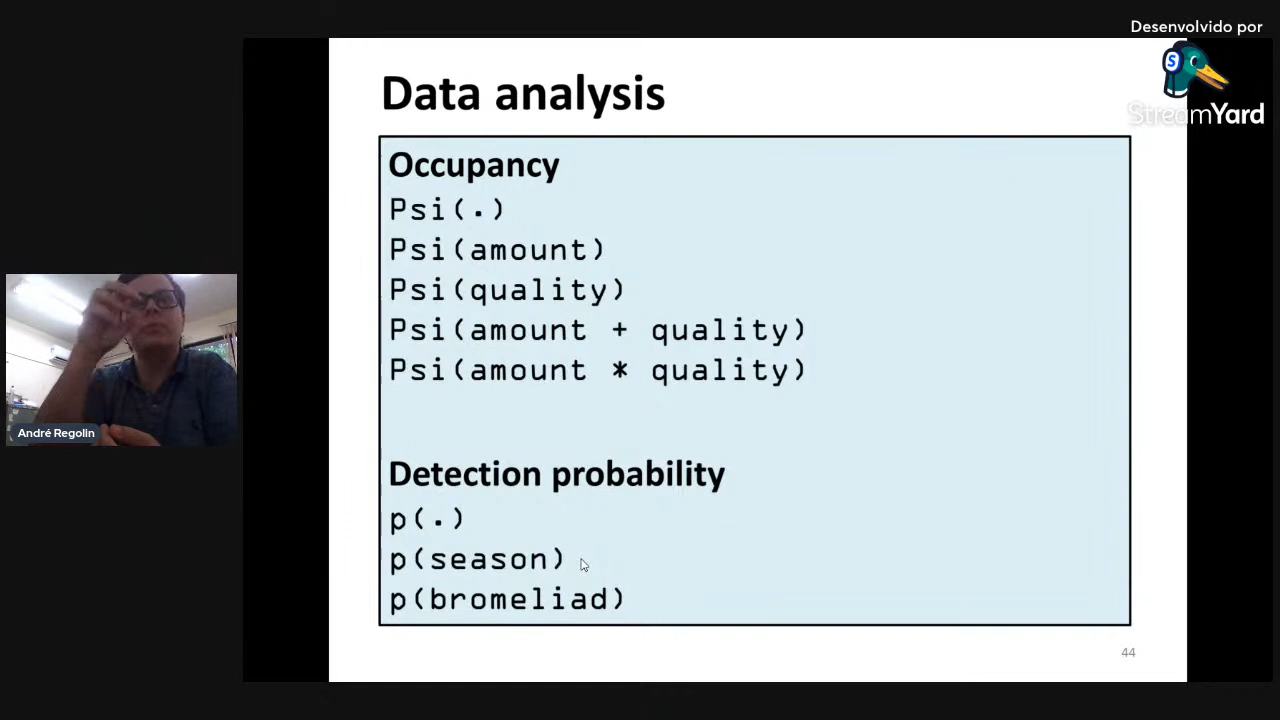 Desenvolvido por
StreamYard
Data analysis
Occupancy
Psi(.)
Psi(amount)
Psi(quality)
Psi(amount + quality)
Psi(amount * quality)
Detection probability
p(.)
p(season)
p(bromeliad)
44
André Regolin